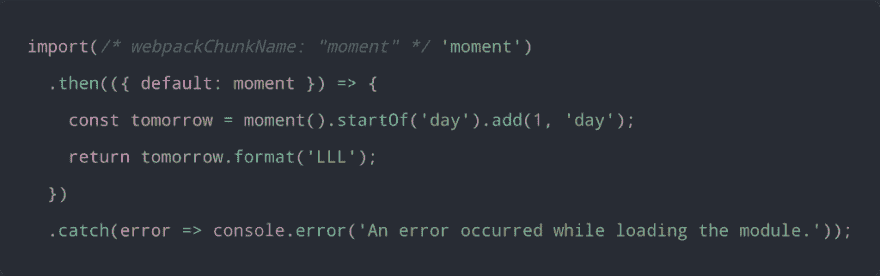 import(/* webpackChunkName: "moment" */ 'moment')
  .then(({ default: moment }) => {
    const tomorrow = moment().startOf('day').add(1, 'day');
    return tomorrow.format('LLL');
  })
  .catch(error => console.error('An error occurred while loading the module.'));